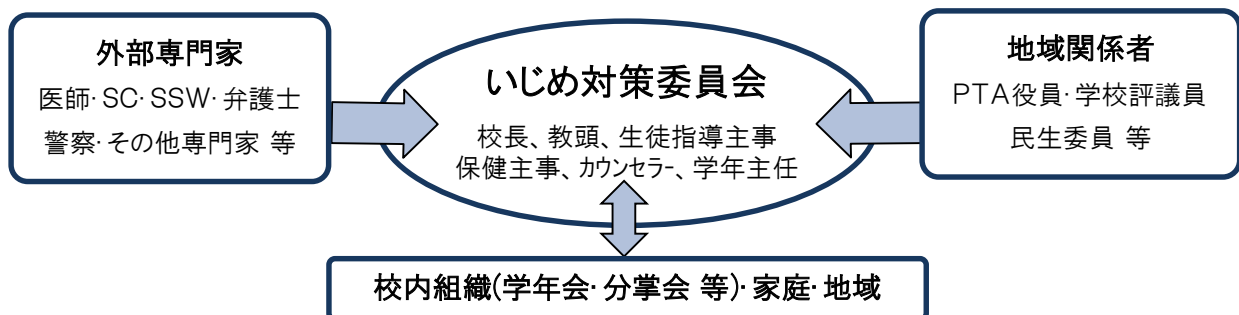 外部専門家
医師·SC·SSW·弁護士
警察·その他専門家 等
いじめ対策委員会
校長、教頭、生徒指導主事
保健主事、カウンセラー、学年主任
地域関係者
PTA役員·学校評議員
民生委員 等
校内組織(学年会·分掌会 等)·家庭·地域